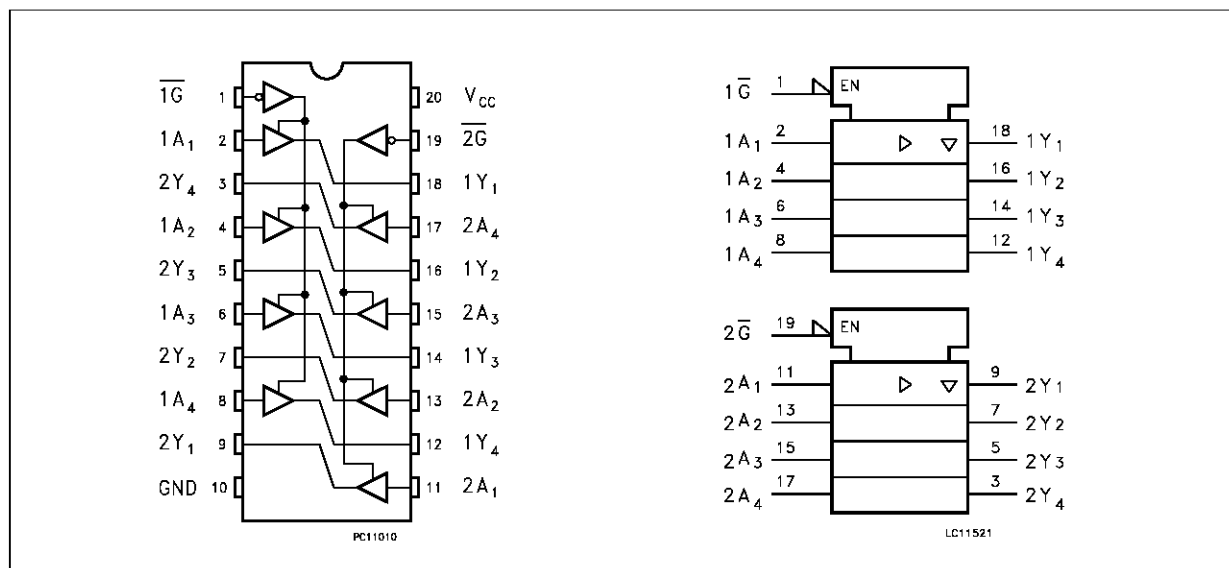 1G̅ 1 20 V_CC
1A₁ 2 19 2G̅
2Y₄ 3 18 1Y₁
1A₂ 4 17 2A₄
2Y₃ 5 16 1Y₂
1A₃ 6 15 2A₃
2Y₂ 7 14 1Y₃
1A₄ 8 13 2A₂
2Y₁ 9 12 1Y₄
GND 10 11 2A₁
PC11010
1G̅ 1 EN
1A₁ 2 18 1Y₁
1A₂ 4 16 1Y₂
1A₃ 6 14 1Y₃
1A₄ 8 12 1Y₄
2G̅ 19 EN
2A₁ 11 9 2Y₁
2A₂ 13 7 2Y₂
2A₃ 15 5 2Y₃
2A₄ 17 3 2Y₄
LC11521